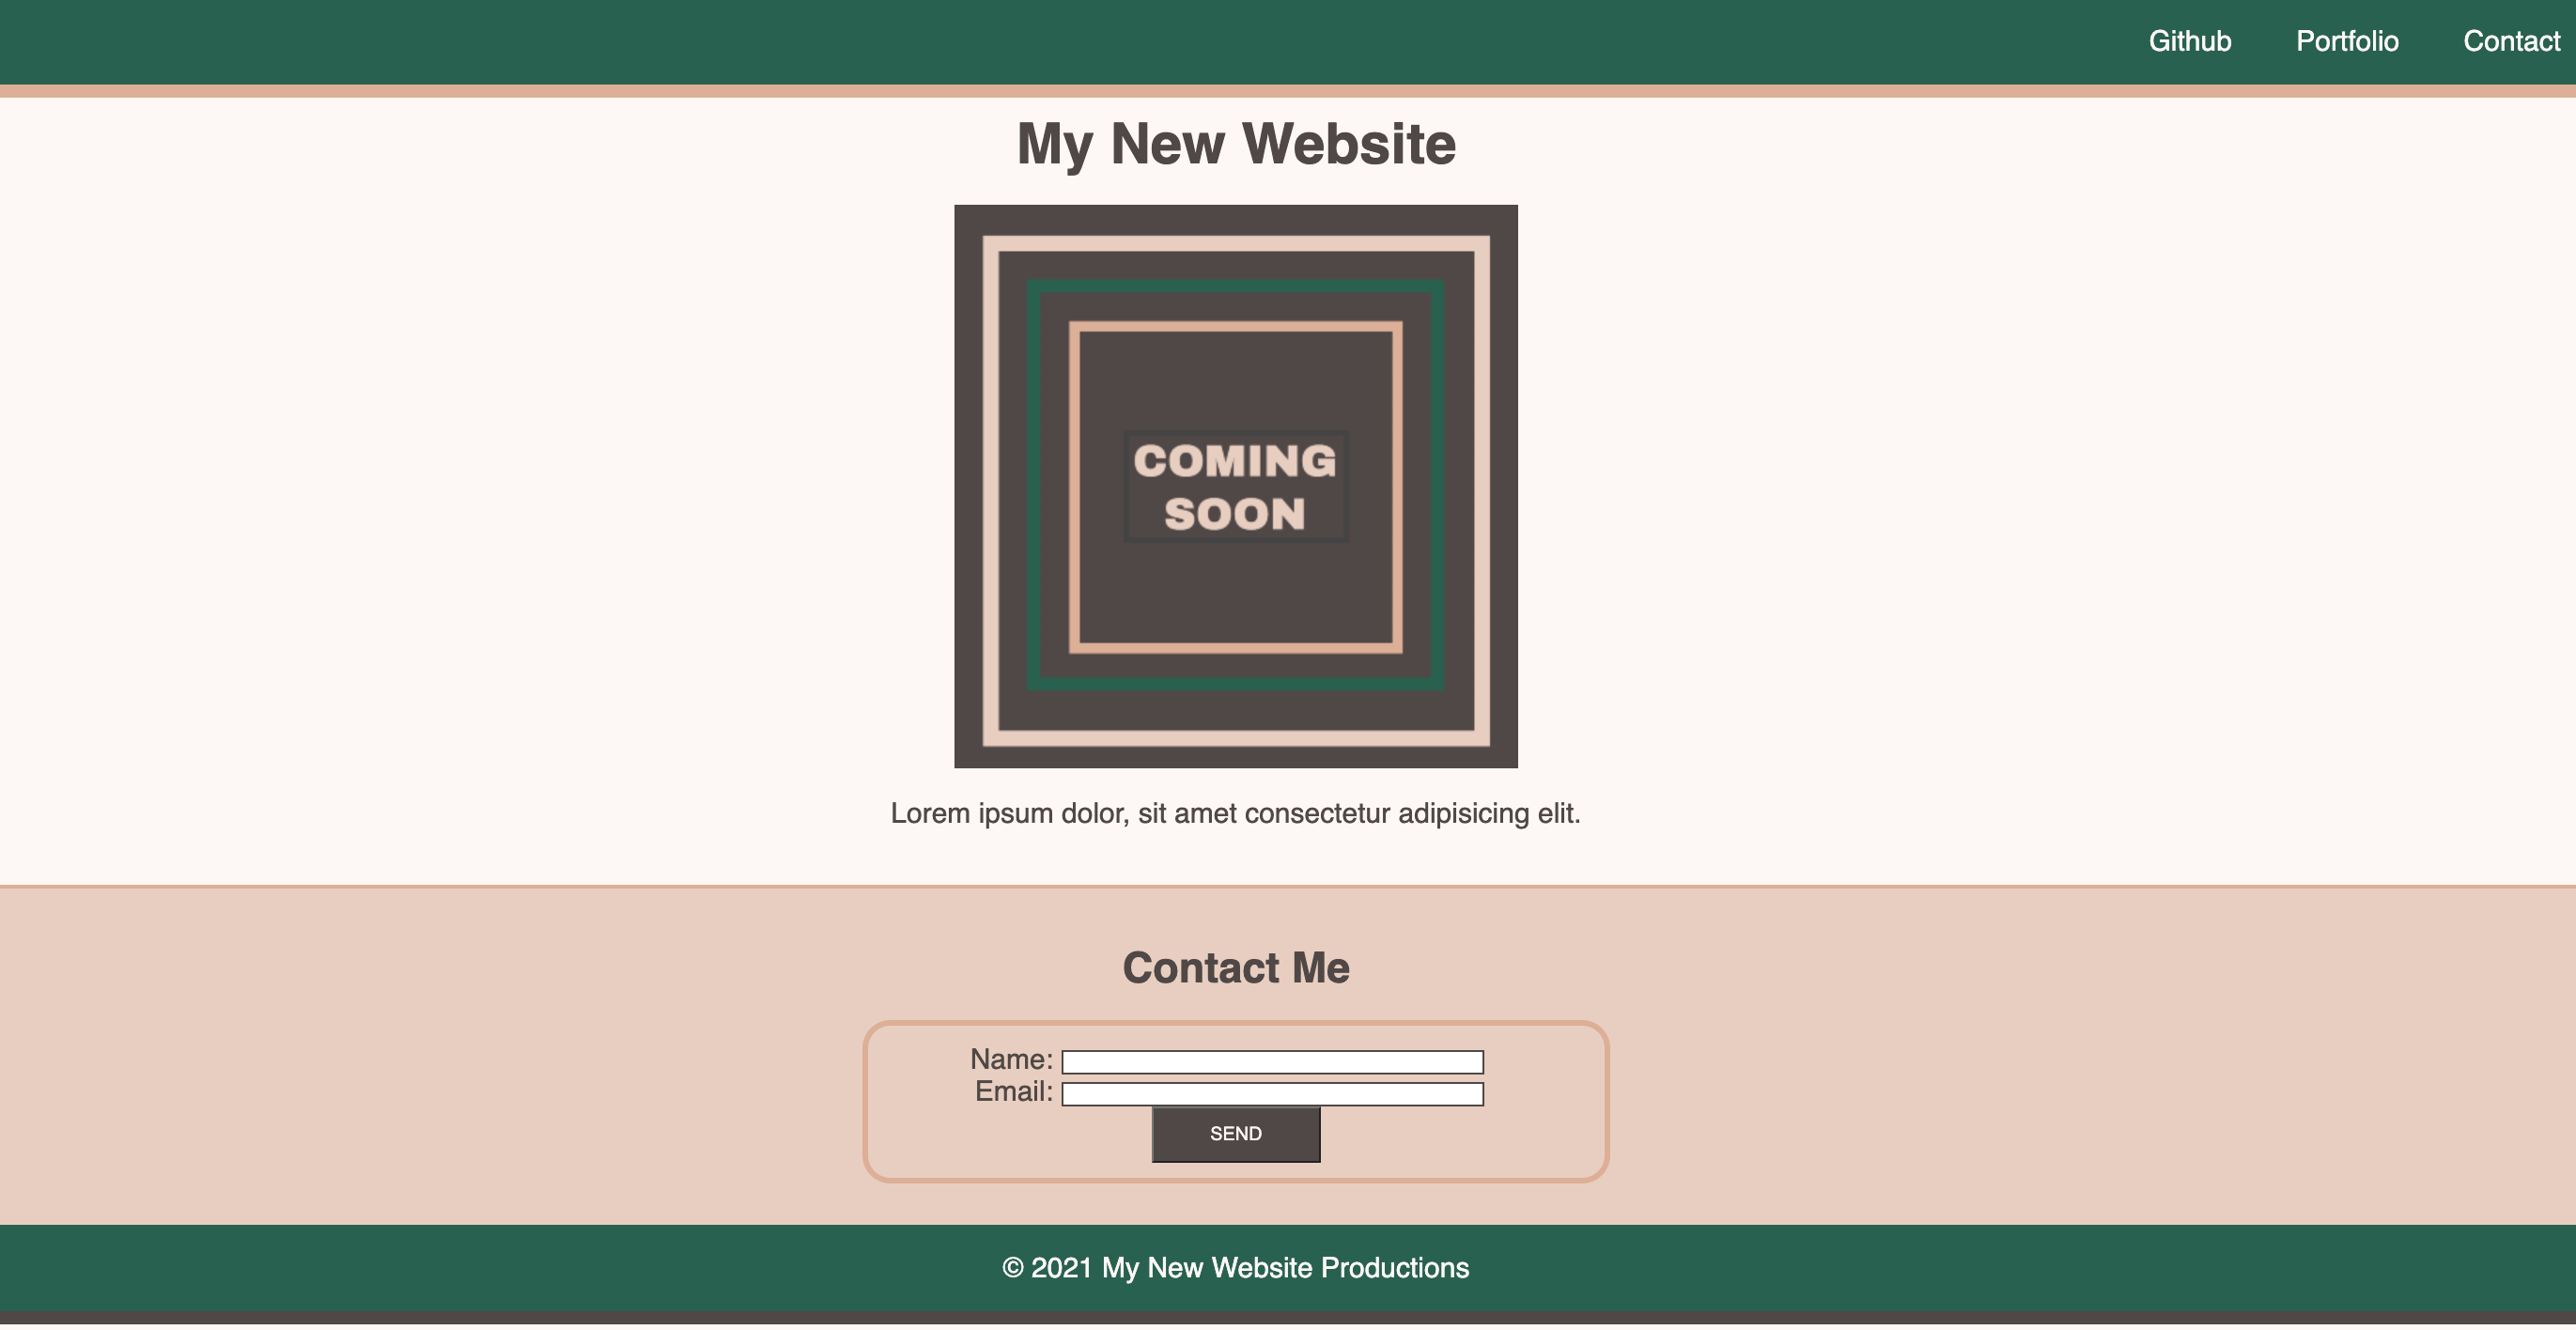 Github Portfolio Contact
My New Website
COMING
SOON
Lorem ipsum dolor, sit amet consectetur adipisicing elit.
Contact Me
Name:
Email:
SEND
© 2021 My New Website Productions